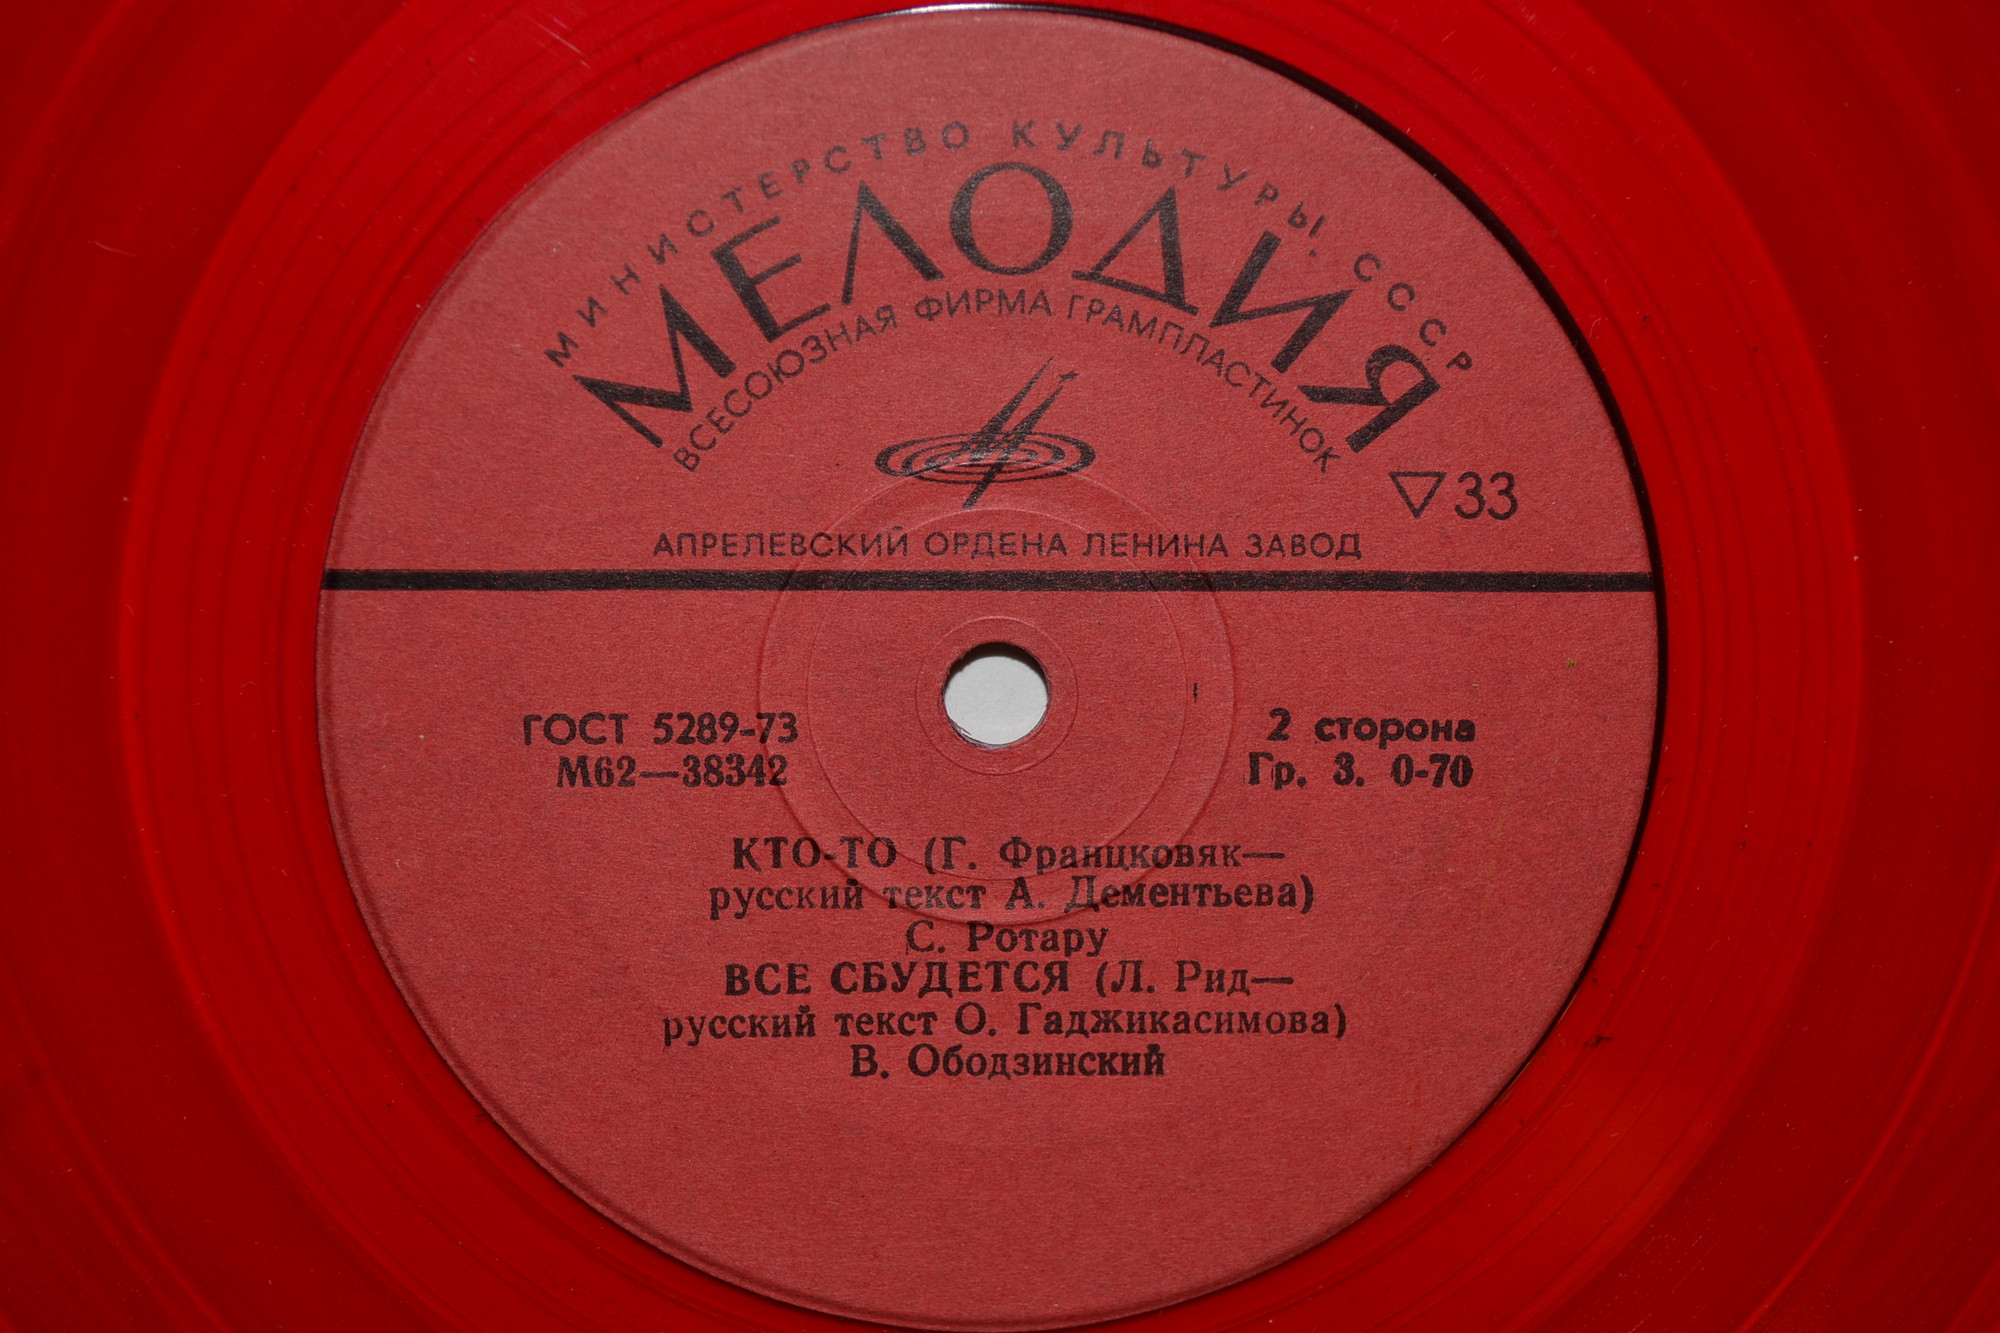 МИНИСТЕРСТВО КУЛЬТУРЫ СССР
МЕЛОДИЯ
ВСЕСОЮЗНАЯ ФИРМА ГРАМПЛАСТИНОК
▽33
АПРЕЛЕВСКИЙ ОРДЕНА ЛЕНИНА ЗАВОД
ГОСТ 5289-73
М62—38342
2 сторона
Гр. 3. 0-70
КТО-ТО (Г. Францковяк—
русский текст А. Дементьева)
С. Ротару
ВСЕ СБУДЕТСЯ (Л. Рид—
русский текст О. Гаджикасимова)
В. Ободзинский